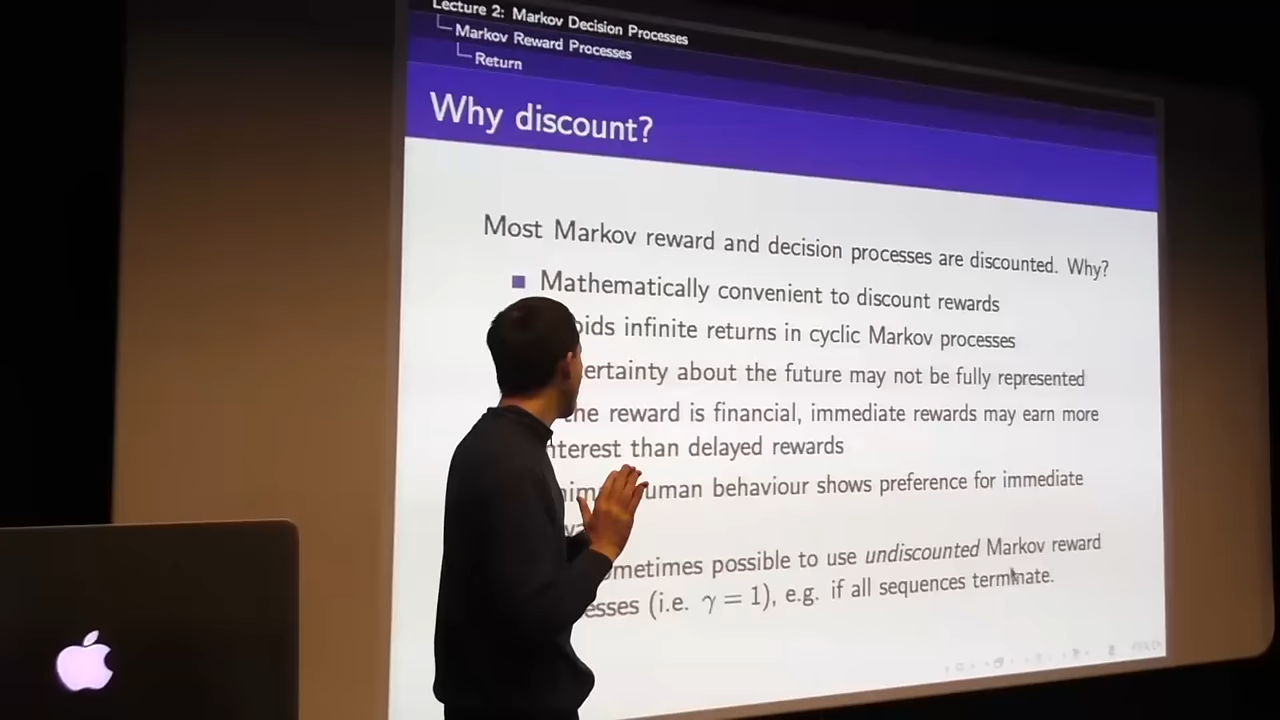 Lecture 2: Markov Decision Processes
Markov Reward Processes
Return
Why discount?
Most Markov reward and decision processes are discounted. Why?
Mathematically convenient to discount rewards
oids infinite returns in cyclic Markov processes
ertainty about the future may not be fully represented
he reward is financial, immediate rewards may earn more
nterest than delayed rewards
uman behaviour shows preference for immediate
ometimes possible to use undiscounted Markov reward
esses (i.e. γ = 1), e.g. if all sequences terminate.